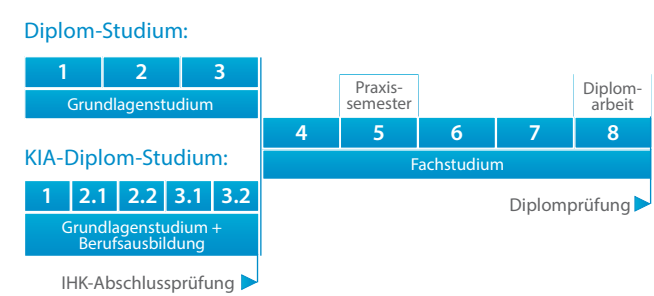 Diplom-Studium:
1 2 3
Grundlagenstudium
Praxis-
semester
Diplom-
arbeit
4 5 6 7 8
Fachstudium
Diplomprüfung
KIA-Diplom-Studium:
1 2.1 2.2 3.1 3.2
Grundlagenstudium +
Berufsausbildung
IHK-Abschlussprüfung